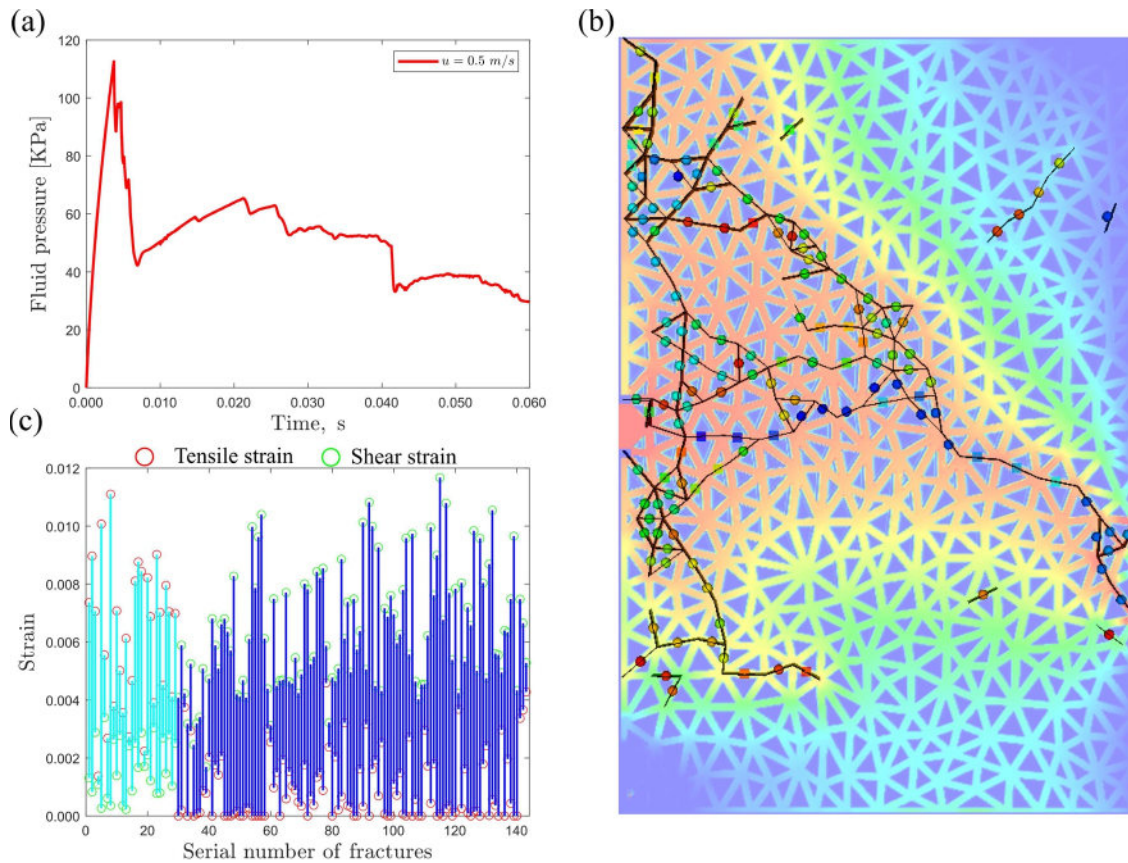 (a)
120
100
80
60
40
20
0
Fluid pressure [KPa]
u = 0.5 m/s
0.000 0.010 0.020 0.030 0.040 0.050 0.060
Time, s
(b)
(c)
Tensile strain Shear strain
0.012
0.010
0.008
0.006
0.004
0.002
0.000
Strain
0 20 40 60 80 100 120 140
Serial number of fractures